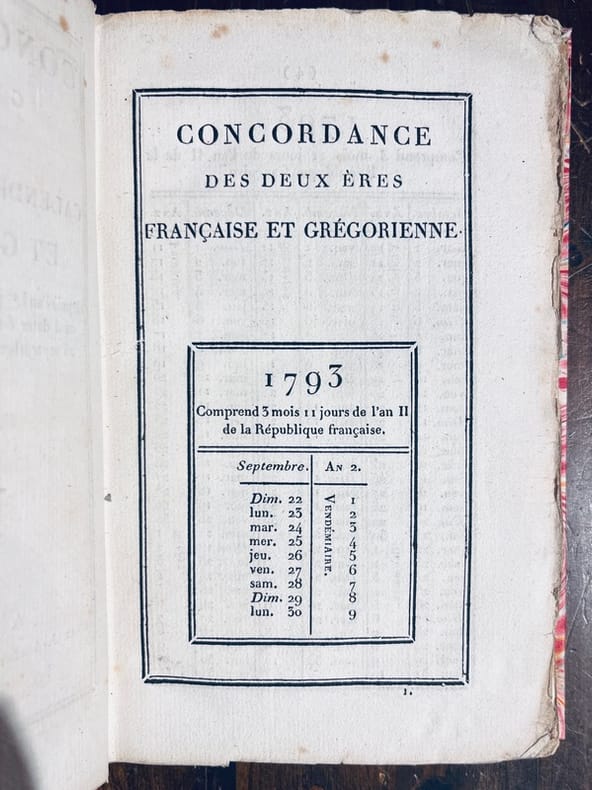 CONCORDANCE
DES DEUX ÈRES
FRANÇAISE ET GRÉGORIENNE.
1793
Comprend 3 mois 11 jours de l'an II
de la République française.
Septembre. AN 2.
Dim. 22 1
lun. 23 2
mar. 24 3
mer. 25 4
jeu. 26 5
ven. 27 6
sam. 28 7
Dim. 29 8
lun. 30 9
VENDÉMIAIRE.
1.